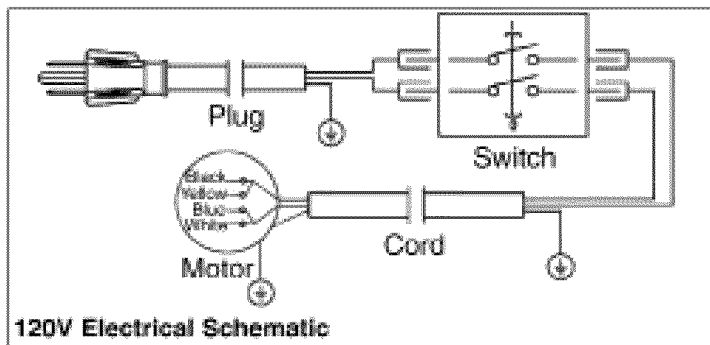 Plug
Switch
Black
Yellow
Blue
White
Motor
Cord
120V Electrical Schematic